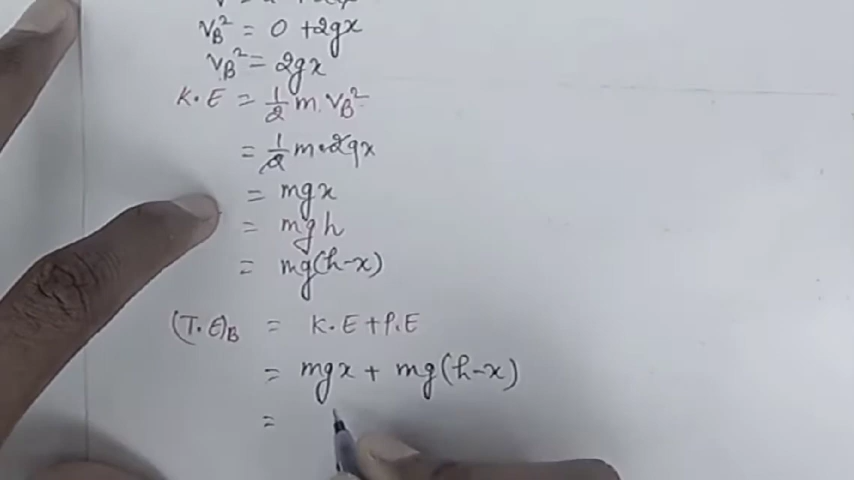 v_B² = 0 + 2gx
v_B² = 2gx
K.E = 1/2 m v_B²
= 1/2 m × 2gx
= mgx
= mgh
= mg(h-x)
(T.E)_B = K.E + P.E
= mgx + mg(h-x)
=